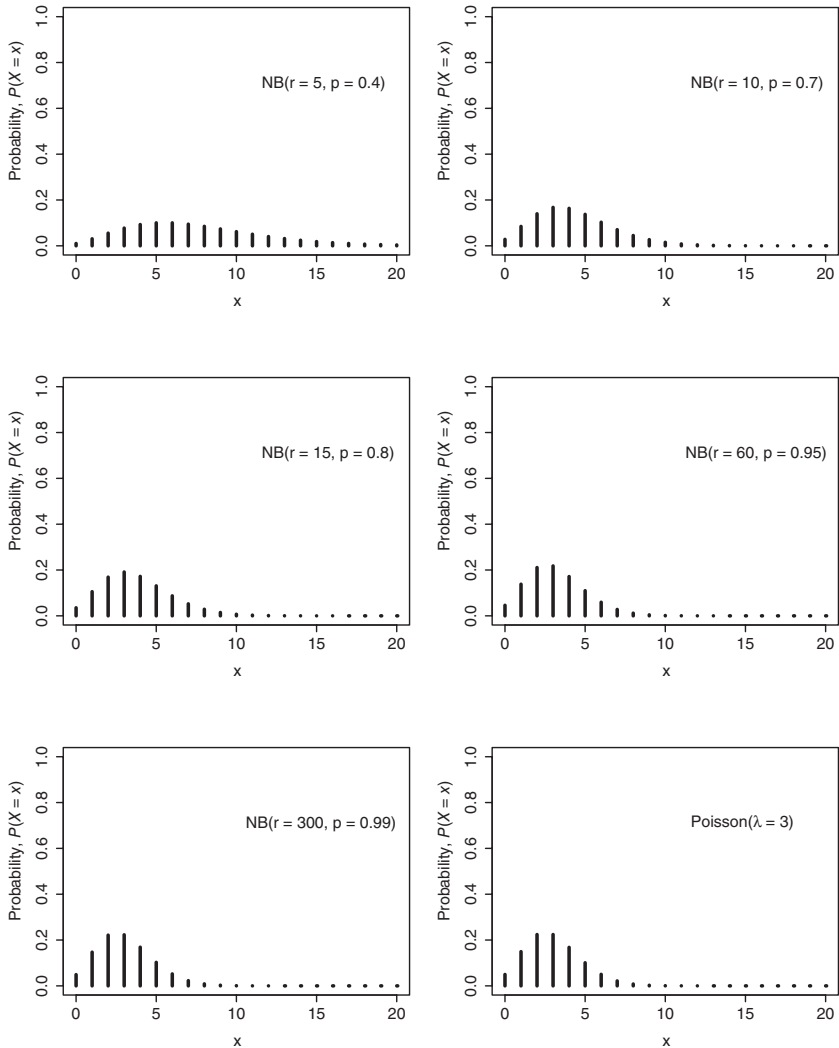 Probability, P(X = x)
1.0
0.8
0.6
0.4
0.2
0.0
NB(r = 5, p = 0.4)
0 5 10 15 20
x
Probability, P(X = x)
1.0
0.8
0.6
0.4
0.2
0.0
NB(r = 10, p = 0.7)
0 5 10 15 20
x
Probability, P(X = x)
1.0
0.8
0.6
0.4
0.2
0.0
NB(r = 15, p = 0.8)
0 5 10 15 20
x
Probability, P(X = x)
1.0
0.8
0.6
0.4
0.2
0.0
NB(r = 60, p = 0.95)
0 5 10 15 20
x
Probability, P(X = x)
1.0
0.8
0.6
0.4
0.2
0.0
NB(r = 300, p = 0.99)
0 5 10 15 20
x
Probability, P(X = x)
1.0
0.8
0.6
0.4
0.2
0.0
Poisson(λ = 3)
0 5 10 15 20
x